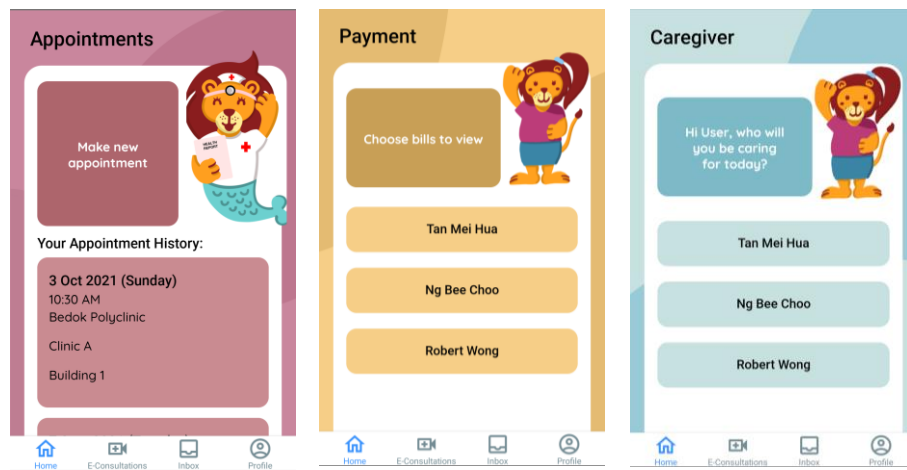 Appointments
Make new
appointment
HEALTH
REPORT
Your Appointment History:
3 Oct 2021 (Sunday)
10:30 AM
Bedok Polyclinic
Clinic A
Building 1
Home
E-Consultations
Inbox
Profile
Payment
Choose bills to view
Tan Mei Hua
Ng Bee Choo
Robert Wong
Home
E-Consultations
Inbox
Profile
Caregiver
Hi User, who will
you be caring
for today?
Tan Mei Hua
Ng Bee Choo
Robert Wong
Home
E-Consultations
Inbox
Profile